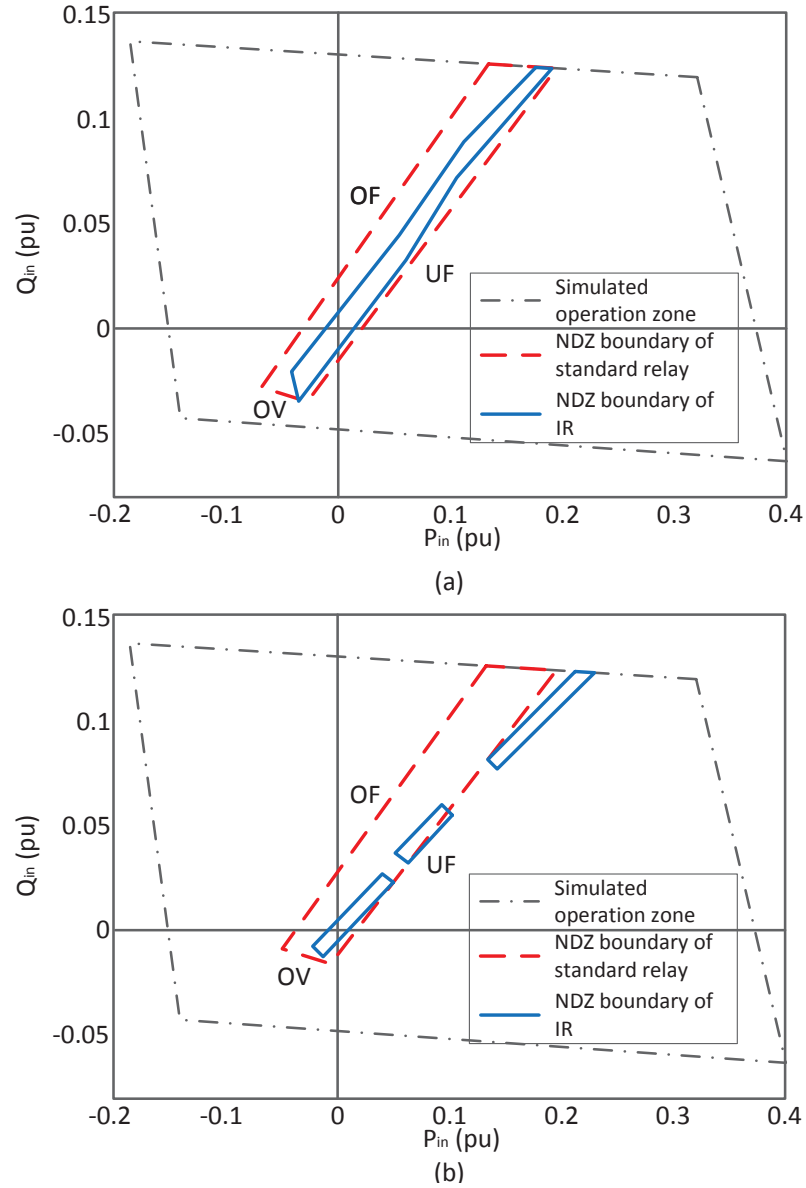 0.15
0.1
0.05
0
-0.05
Qin (pu)
OF
UF
OV
Simulated
operation zone
NDZ boundary of
standard relay
NDZ boundary of
IR
-0.2
-0.1
0
0.1
0.2
0.3
0.4
Pin (pu)
(a)
0.15
0.1
0.05
0
-0.05
Qin (pu)
OF
UF
OV
Simulated
operation zone
NDZ boundary of
standard relay
NDZ boundary of
IR
-0.2
-0.1
0
0.1
0.2
0.3
0.4
Pin (pu)
(b)